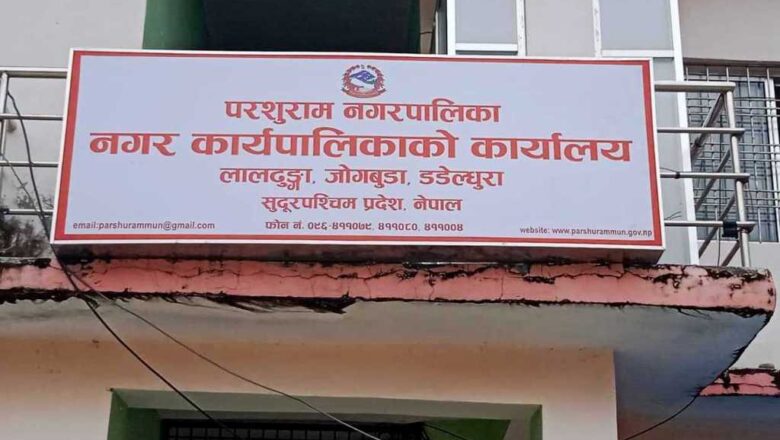 परशुराम नगरपालिका
नगर कार्यपालिकाको कार्यालय
लालढुङ्गा, जोगबुडा, डडेल्धुरा
सुदूरपश्चिम प्रदेश, नेपाल
email:parshurammun@gmail.com फोन नं. ०९६-४११०७९, ४११०८०, ४११००४ website: www.parshurammun.gov.np